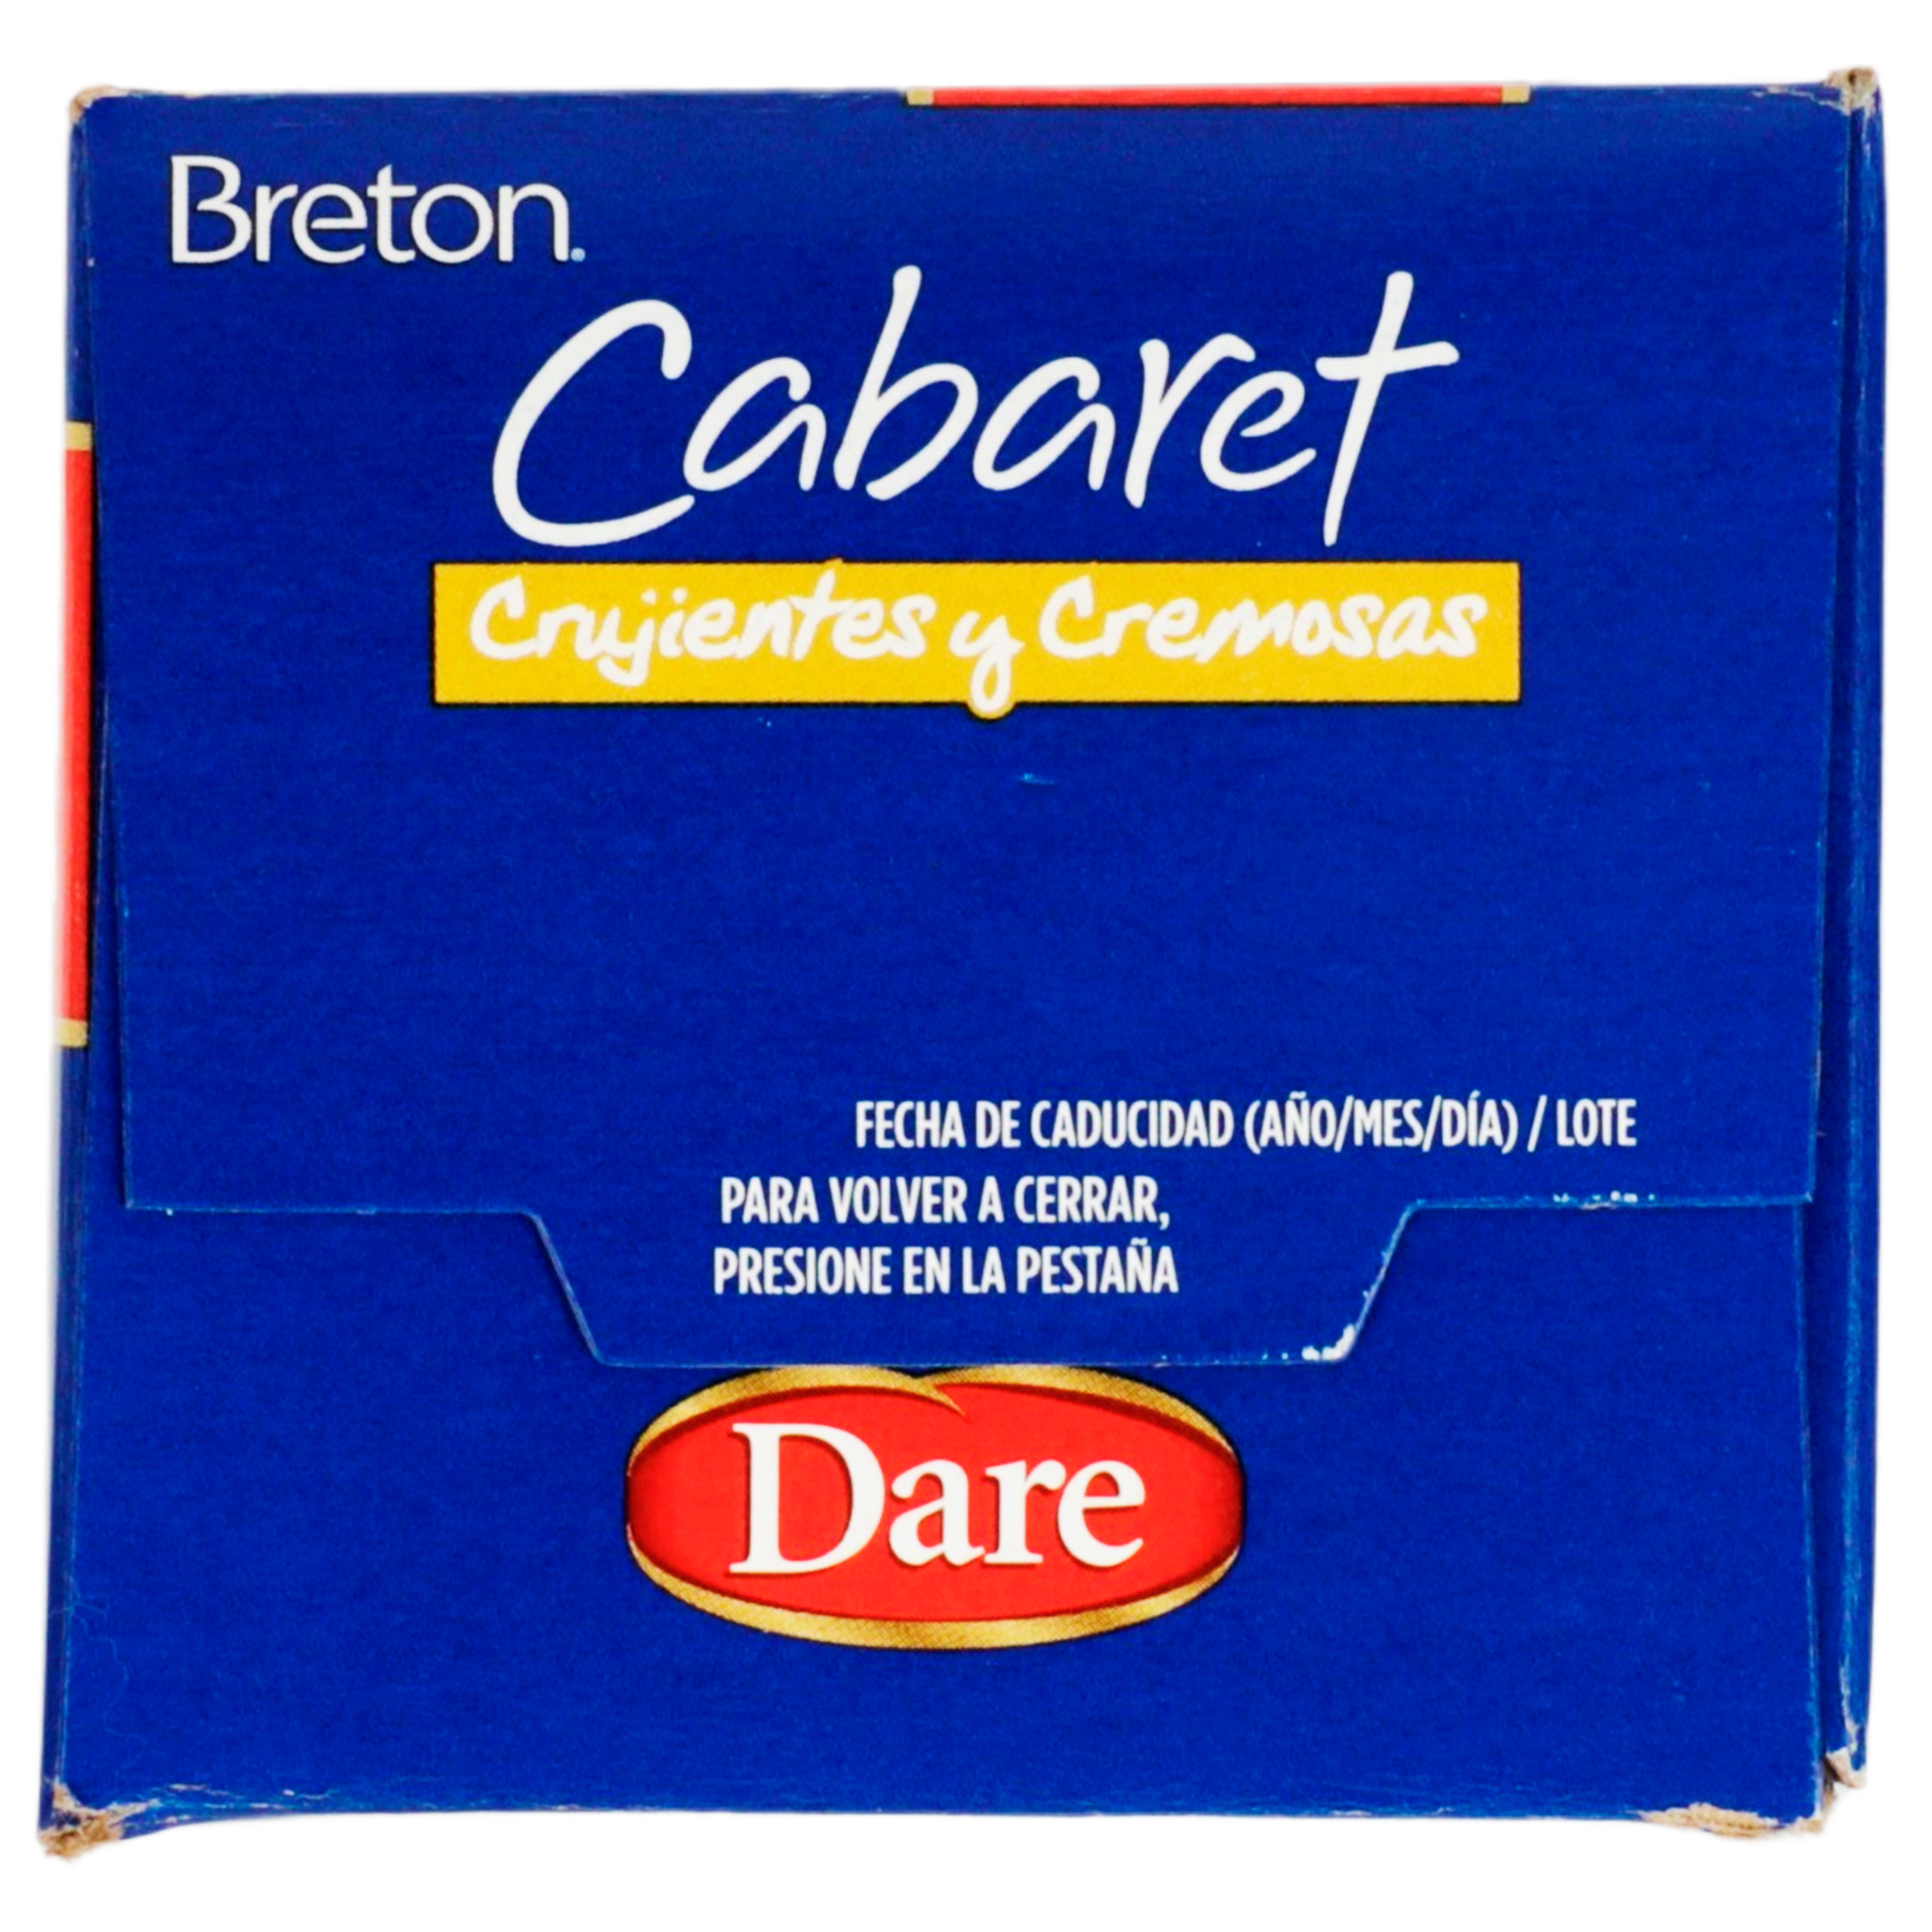 Breton
Cabaret
Crujientes y Cremosas
FECHA DE CADUCIDAD (AÑO/MES/DÍA) / LOTE
PARA VOLVER A CERRAR,
PRESIONE EN LA PESTAÑA
Dare